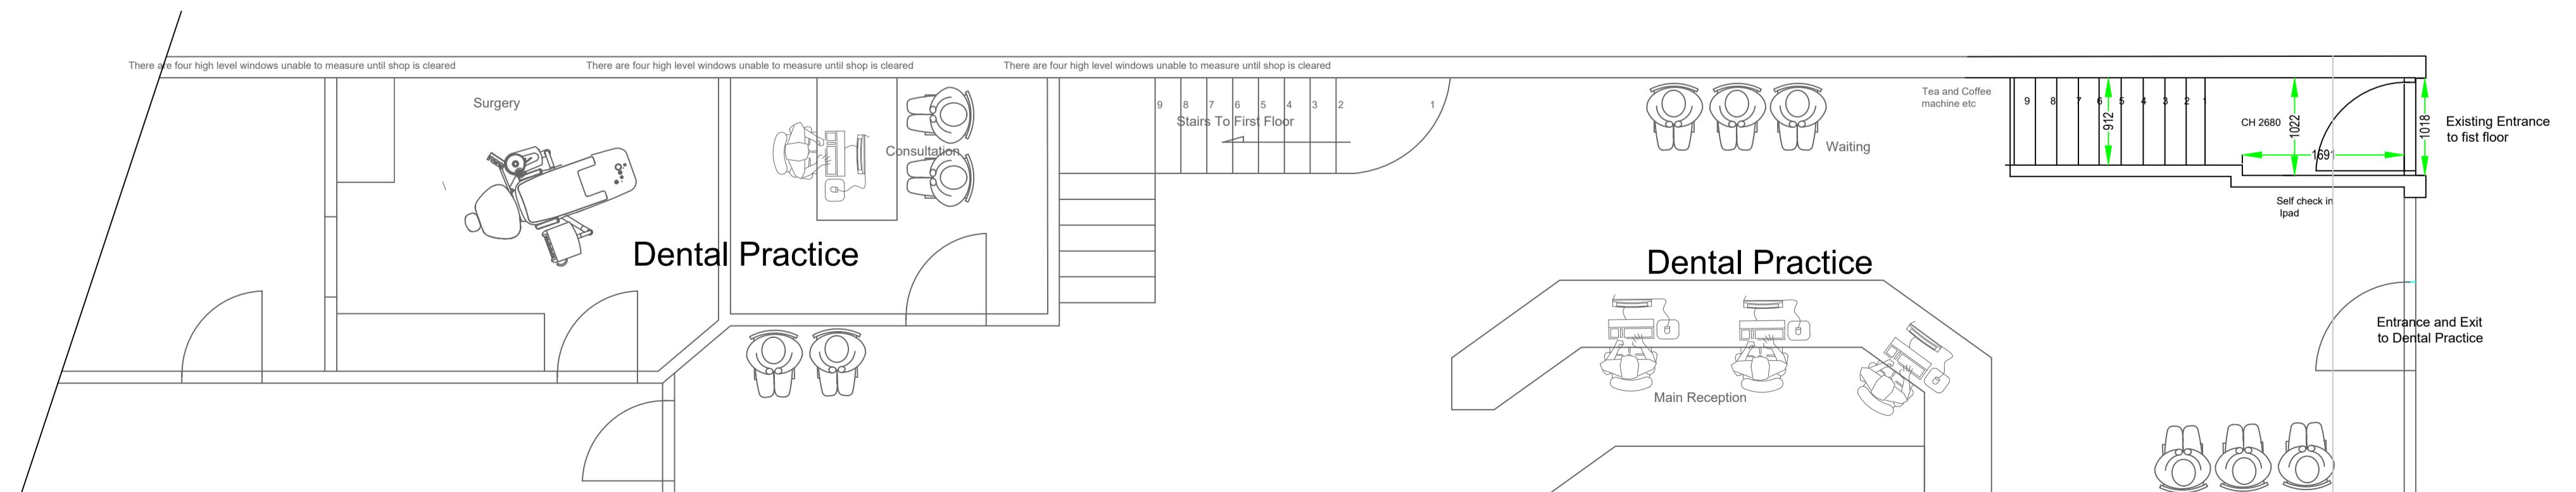 There are four high level windows unable to measure until shop is cleared
There are four high level windows unable to measure until shop is cleared
There are four high level windows unable to measure until shop is cleared
Surgery
Consultation
9 8 7 6 5 4 3 2 1
Stairs To First Floor
Waiting
Tea and Coffee
machine etc
9 8 7 6 5 4 3 2 1
912
CH 2680
1022
1691
1018
Existing Entrance
to fist floor
Self check in
Ipad
Dental Practice
Dental Practice
Main Reception
Entrance and Exit
to Dental Practice